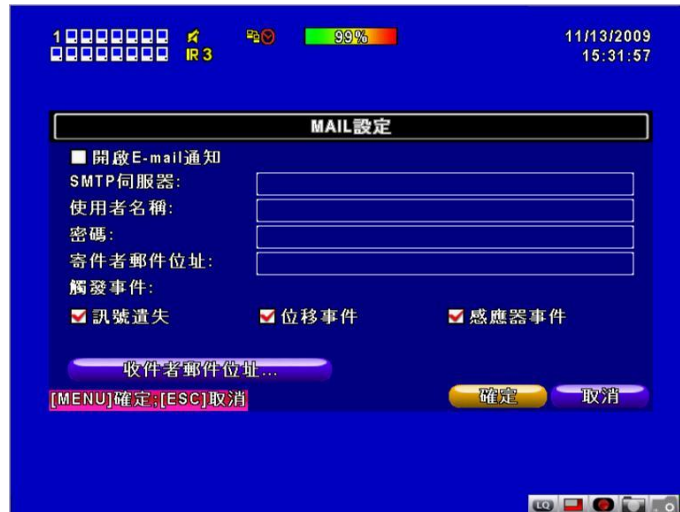 1
IR 3
99%
11/13/2009
15:31:57
MAIL設定
開啟E-mail通知
SMTP伺服器:
使用者名稱:
密碼:
寄件者郵件位址:
觸發事件:
訊號遺失 位移事件 感應器事件
收件者郵件位址...
[MENU]確定;[ESC]取消 確定 取消
LQ